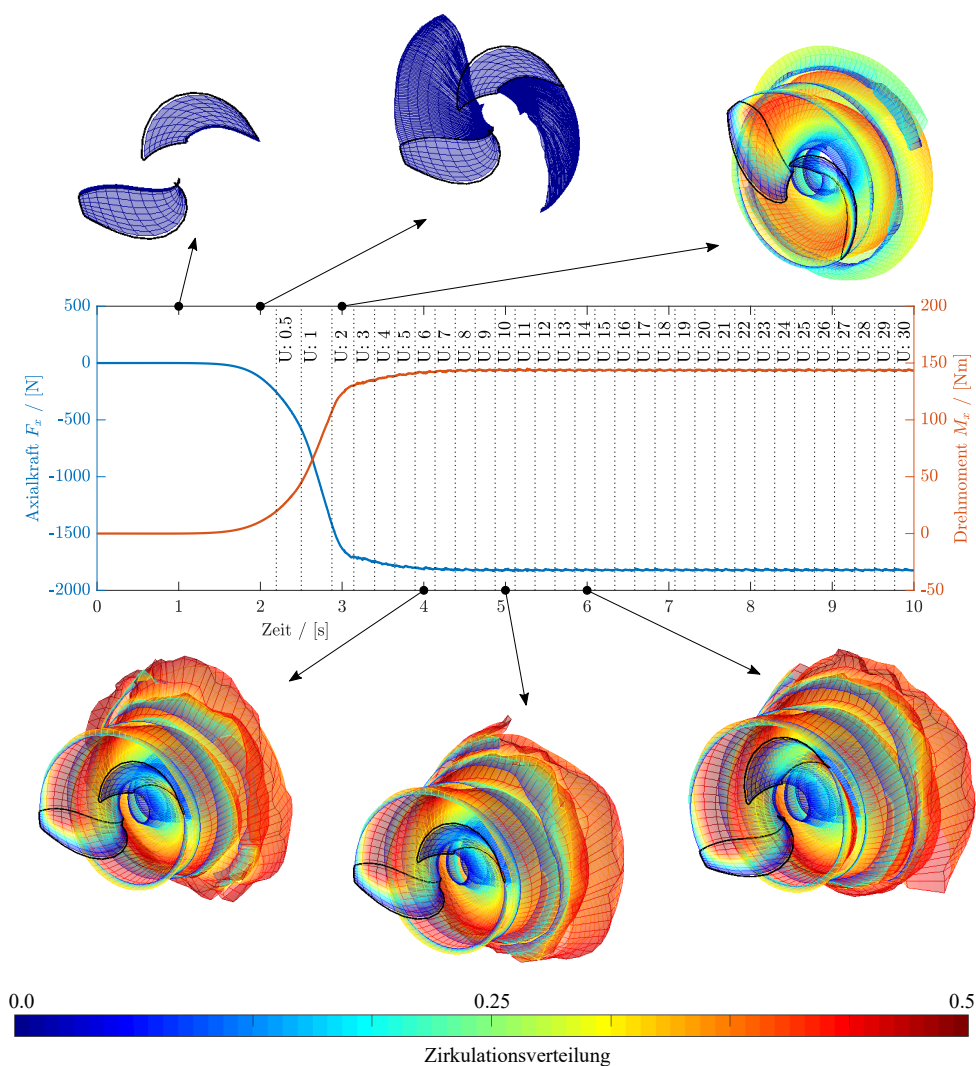 500
0
-500
-1000
-1500
-2000
Axialkraft F_x / [N]
U: 0.5
U: 1
U: 2
U: 3
U: 4
U: 5
U: 6
U: 7
U: 8
U: 9
U: 10
U: 11
U: 12
U: 13
U: 14
U: 15
U: 16
U: 17
U: 18
U: 19
U: 20
U: 21
U: 22
U: 23
U: 24
U: 25
U: 26
U: 27
U: 28
U: 29
U: 30
200
150
100
50
0
-50
Drehmoment M_x / [Nm]
0 1 2 3 4 5 6 7 8 9 10
Zeit / [s]
0.0 0.25 0.5
Zirkulationsverteilung